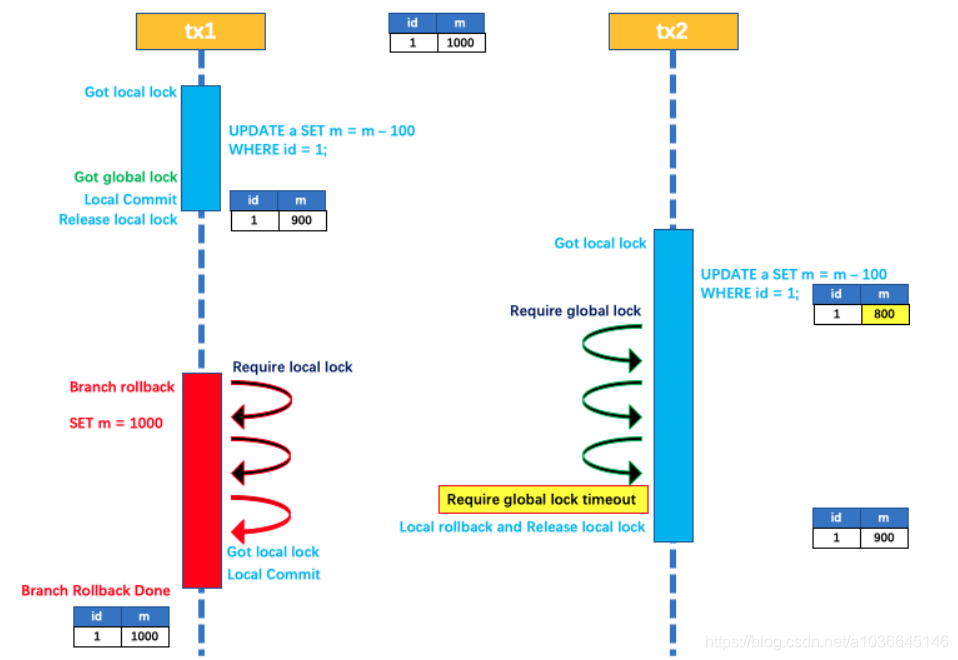 tx1
id m
1 1000
tx2
Got local lock
UPDATE a SET m = m – 100
WHERE id = 1;
Got global lock
Local Commit
Release local lock
id m
1 900
Got local lock
UPDATE a SET m = m – 100
WHERE id = 1;
id m
1 800
Require global lock
Require local lock
Branch rollback
SET m = 1000
Require global lock timeout
Local rollback and Release local lock
id m
1 900
Got local lock
Local Commit
Branch Rollback Done
id m
1 1000
https://blog.csdn.net/a1036645146